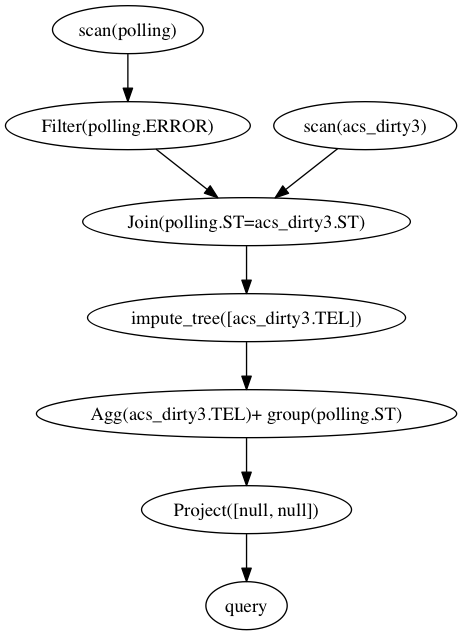 scan(polling)
Filter(polling.ERROR)
scan(acs_dirty3)
Join(polling.ST=acs_dirty3.ST)
impute_tree([acs_dirty3.TEL])
Agg(acs_dirty3.TEL)+ group(polling.ST)
Project([null, null])
query